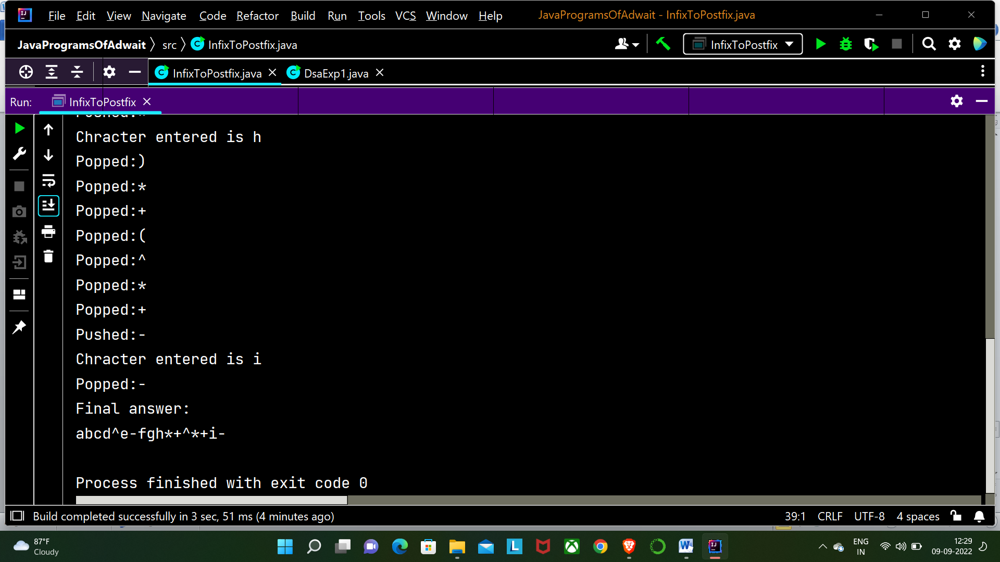 File Edit View Navigate Code Refactor Build Run Tools VCS Window Help JavaProgramsOfAdwait - InfixToPostfix.java
JavaProgramsOfAdwait src InfixToPostfix.java InfixToPostfix
InfixToPostfix.java DsaExp1.java
Run: InfixToPostfix
Chracter entered is h
Popped:)
Popped:*
Popped:+
Popped:(
Popped:^
Popped:*
Popped:+
Pushed:-
Chracter entered is i
Popped:-
Final answer:
abcd^e-fgh*+^*+i-
Process finished with exit code 0
Build completed successfully in 3 sec, 51 ms (4 minutes ago) 39:1 CRLF UTF-8 4 spaces
87°F
Cloudy
ENG
IN
12:29
09-09-2022